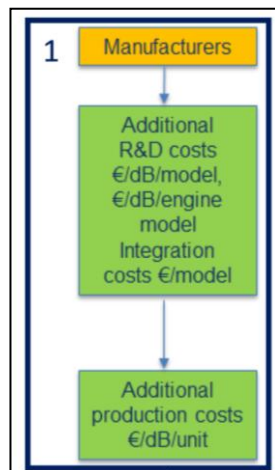 1
Manufacturers
Additional
R&D costs
€/dB/model,
€/dB/engine
model
Integration
costs €/model
Additional
production costs
€/dB/unit